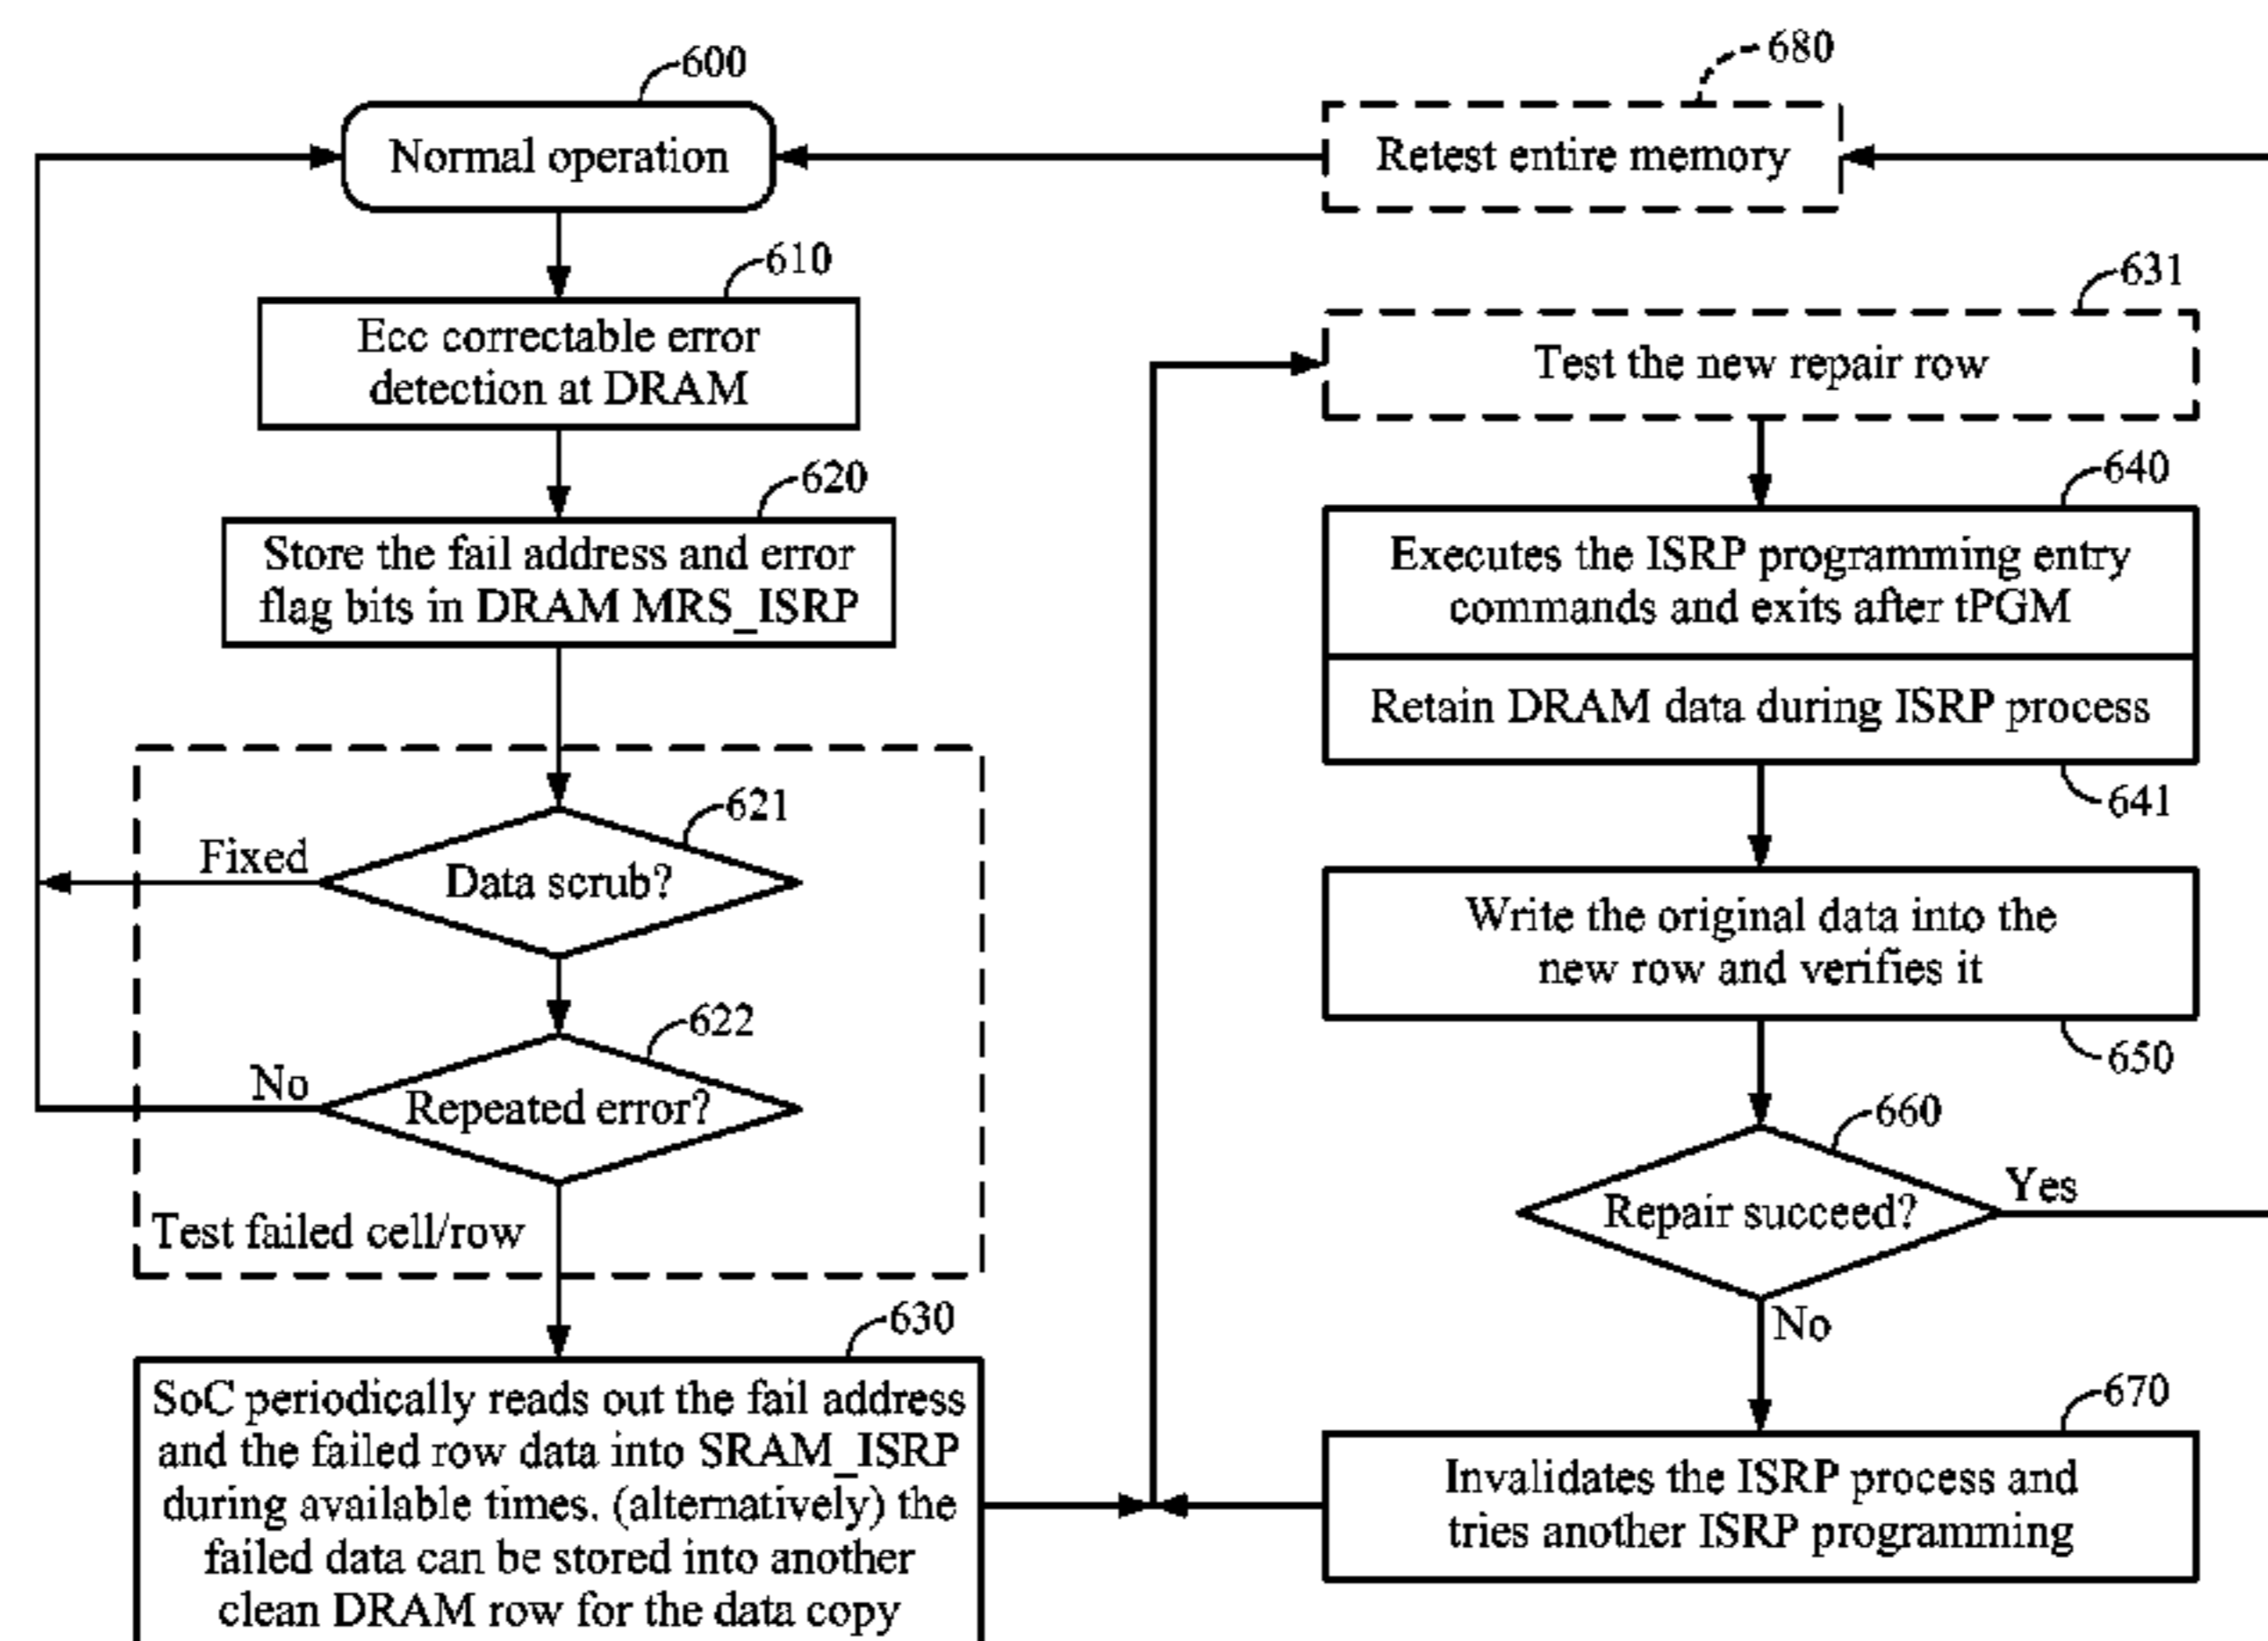 600
Normal operation
610
Ecc correctable error
detection at DRAM
620
Store the fail address and error
flag bits in DRAM MRS_ISRP
621
Fixed
Data scrub?
622
No
Repeated error?
Test failed cell/row
630
SoC periodically reads out the fail address
and the failed row data into SRAM_ISRP
during available times. (alternatively) the
failed data can be stored into another
clean DRAM row for the data copy
680
Retest entire memory
631
Test the new repair row
640
Executes the ISRP programming entry
commands and exits after tPGM
Retain DRAM data during ISRP process
641
Write the original data into the
new row and verifies it
650
660
Repair succeed?
Yes
No
670
Invalidates the ISRP process and
tries another ISRP programming